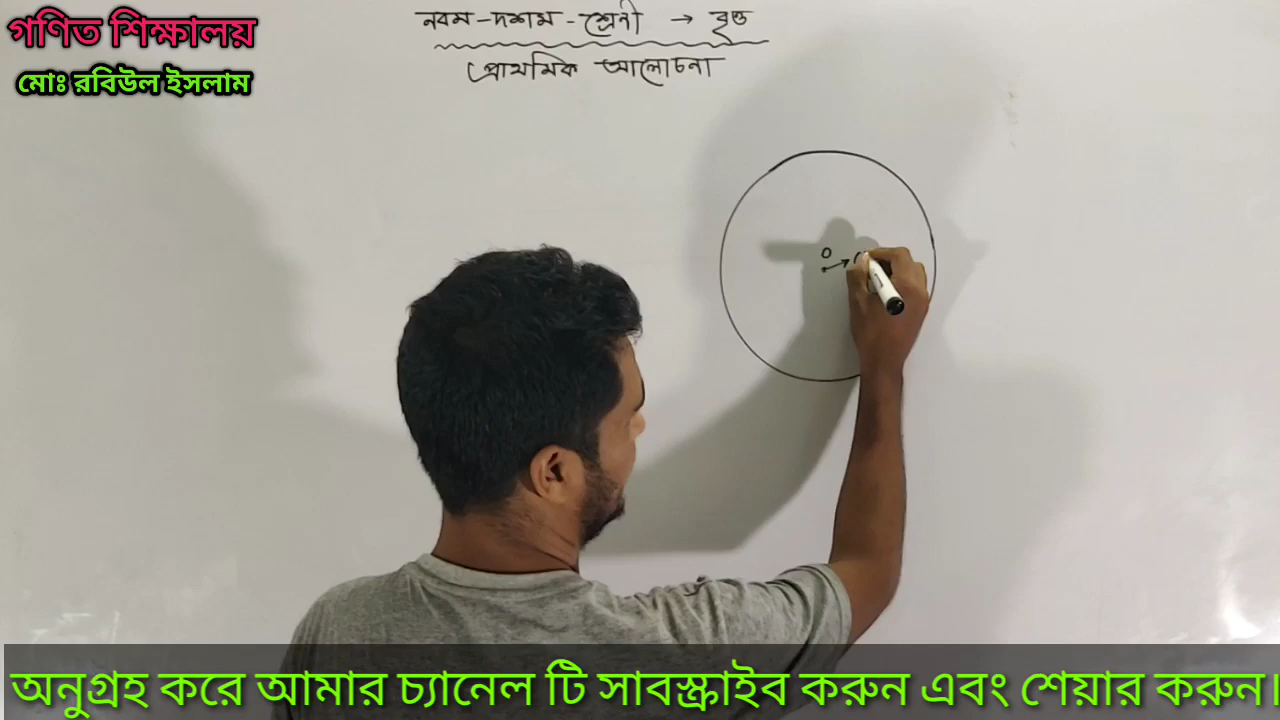 গণিত শিক্ষালয়
মোঃ রবিউল ইসলাম
নবম-দশম-শ্রেনী → বৃত্ত
প্রাথমিক আলোচনা
O
অনুগ্রহ করে আমার চ্যানেল টি সাবস্ক্রাইব করুন এবং শেয়ার করুন।